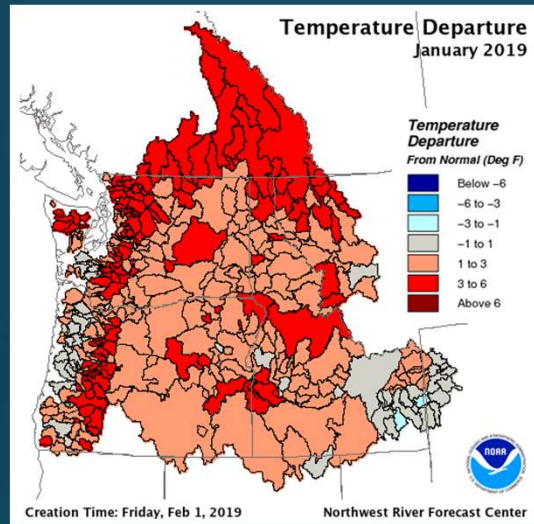 Temperature Departure
January 2019
Temperature
Departure
From Normal (Deg F)
Below -6
-6 to -3
-3 to -1
-1 to 1
1 to 3
3 to 6
Above 6
NOAA
Creation Time: Friday, Feb 1, 2019
Northwest River Forecast Center